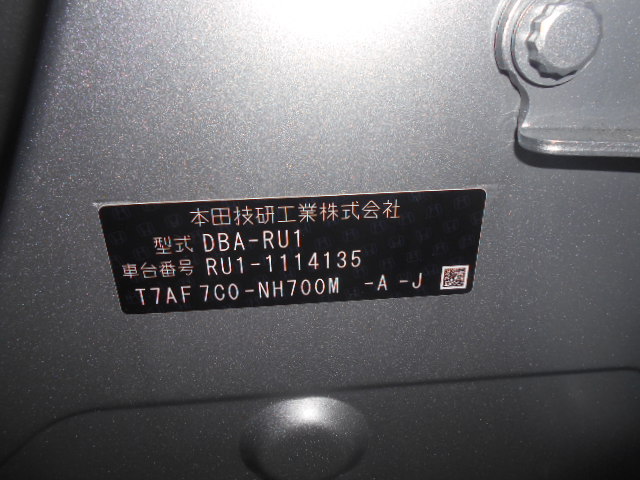 本田技研工業株式会社
型式 DBA-RU1
車台番号 RU1-1114135
T7AF7C0-NH700M -A -J